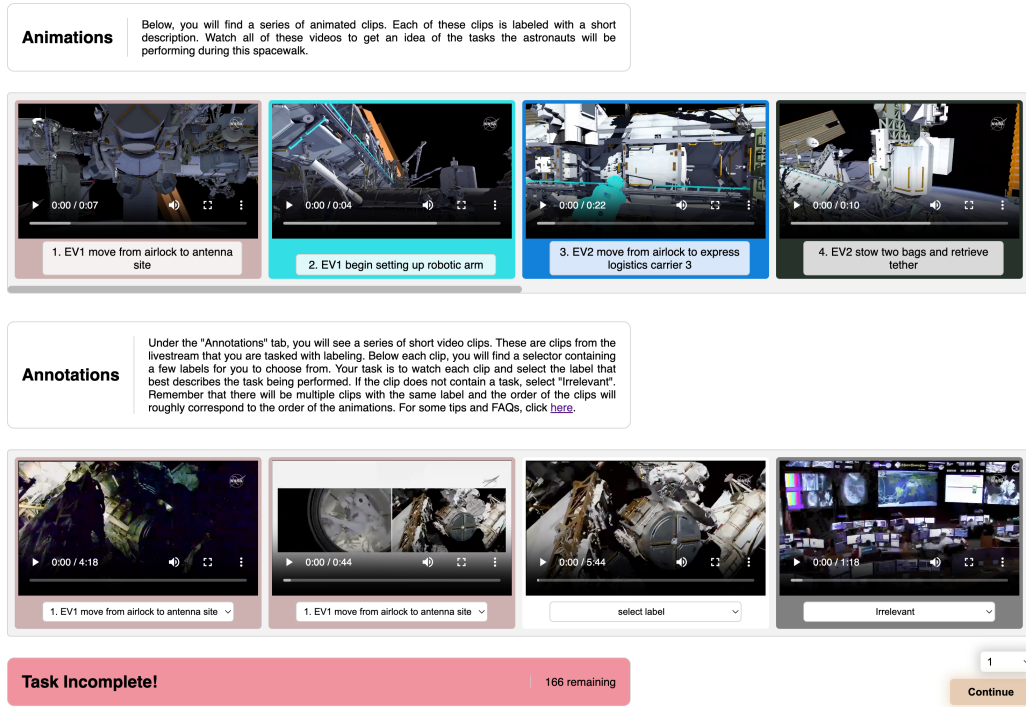 Animations
Below, you will find a series of animated clips. Each of these clips is labeled with a short
description. Watch all of these videos to get an idea of the tasks the astronauts will be
performing during this spacewalk.
NASA
0:00 / 0:07
1. EV1 move from airlock to antenna
site
NASA
0:00 / 0:04
2. EV1 begin setting up robotic arm
NASA
0:00 / 0:22
3. EV2 move from airlock to express
logistics carrier 3
NASA
0:00 / 0:10
4. EV2 stow two bags and retrieve
tether
Annotations
Under the "Annotations" tab, you will see a series of short video clips. These are clips from the
livestream that you are tasked with labeling. Below each clip, you will find a selector containing
a few labels for you to choose from. Your task is to watch each clip and select the label that
best describes the task being performed. If the clip does not contain a task, select "Irrelevant".
Remember that there will be multiple clips with the same label and the order of the clips will
roughly correspond to the order of the animations. For some tips and FAQs, click here.
NASA
0:00 / 4:18
1. EV1 move from airlock to antenna site
0:00 / 0:44
1. EV1 move from airlock to antenna site
0:00 / 5:44
select label
0:00 / 1:18
Irrelevant
Task Incomplete!
166 remaining
1
Continue